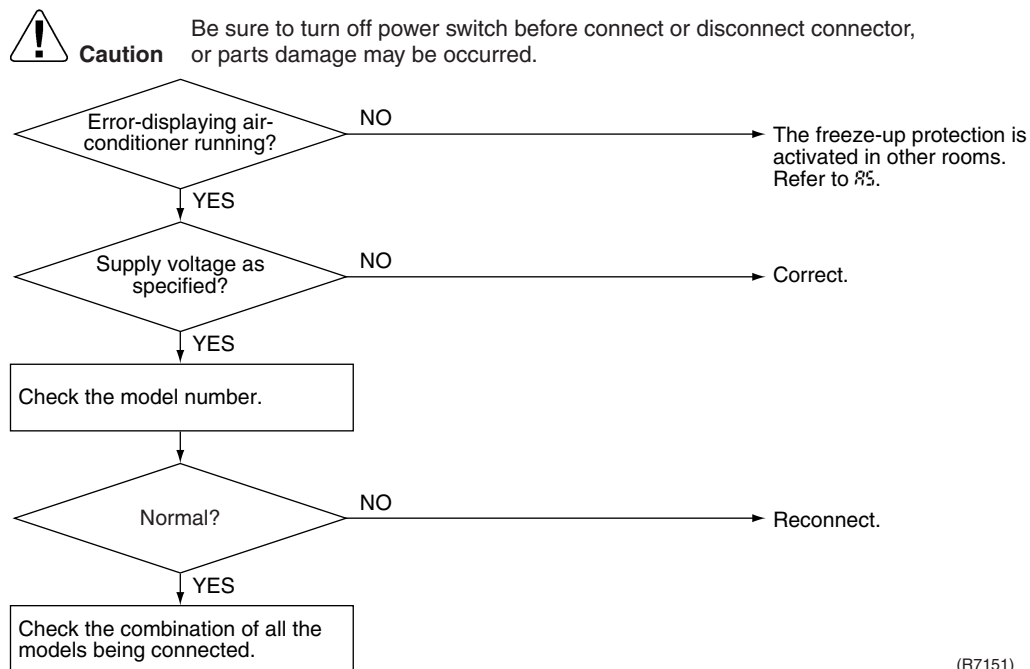 Be sure to turn off power switch before connect or disconnect connector,
Caution or parts damage may be occurred.
Error-displaying air-
conditioner running?
NO
The freeze-up protection is
activated in other rooms.
Refer to A5.
YES
Supply voltage as
specified?
NO
Correct.
YES
Check the model number.
Normal?
NO
Reconnect.
YES
Check the combination of all the
models being connected.
(R7151)